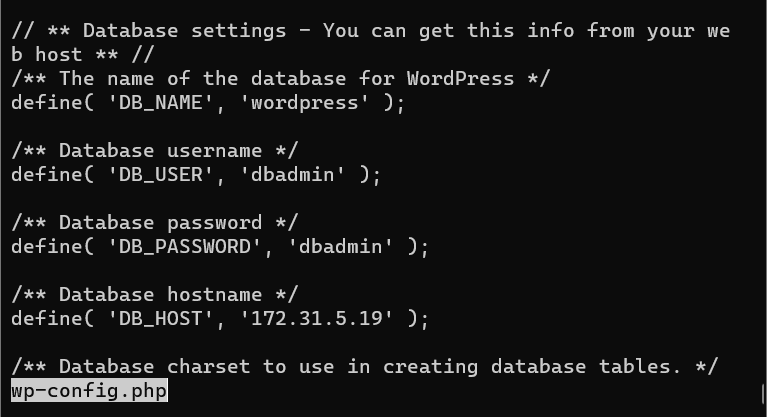 // ** Database settings - You can get this info from your we
b host ** //
/** The name of the database for WordPress */
define( 'DB_NAME', 'wordpress' );
/** Database username */
define( 'DB_USER', 'dbadmin' );
/** Database password */
define( 'DB_PASSWORD', 'dbadmin' );
/** Database hostname */
define( 'DB_HOST', '172.31.5.19' );
/** Database charset to use in creating database tables. */
wp-config.php